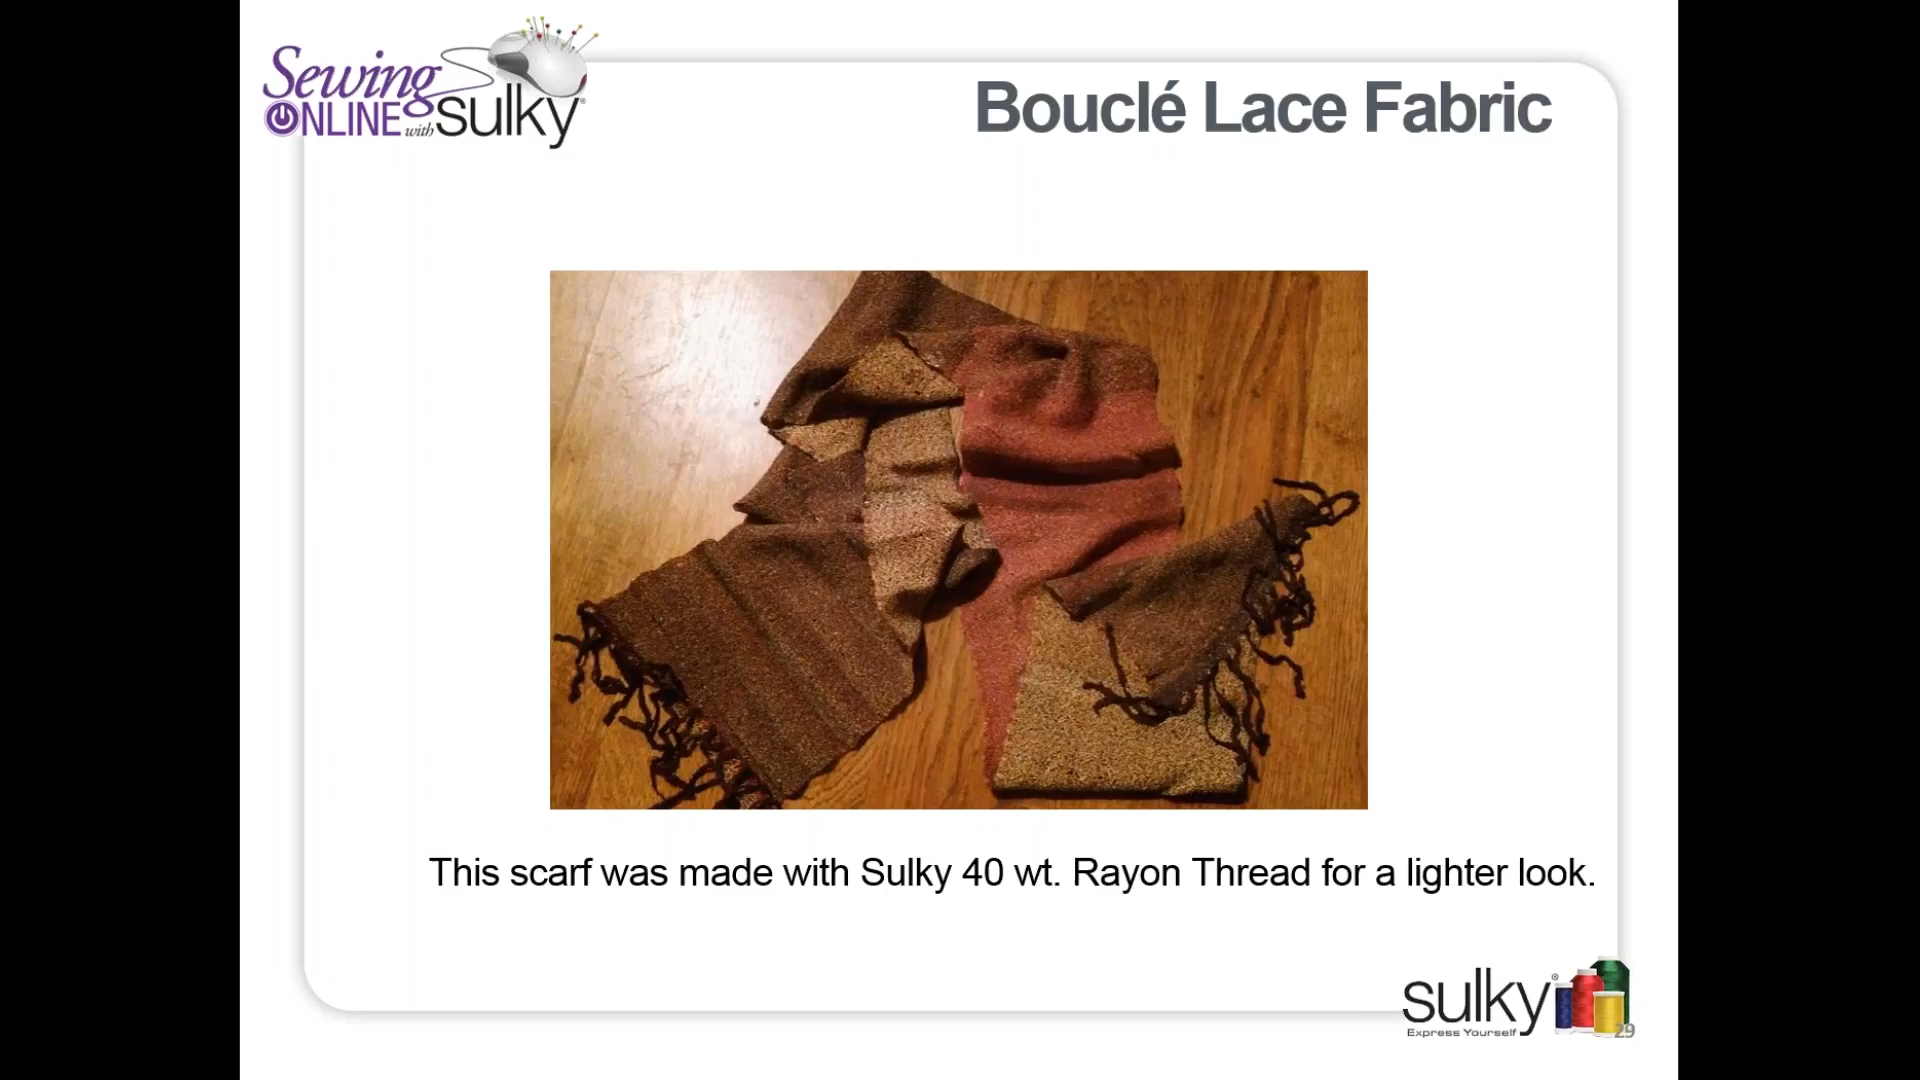 Sewing
ONLINE with sulky®
Bouclé Lace Fabric
This scarf was made with Sulky 40 wt. Rayon Thread for a lighter look.
sulky®
Express Yourself
29